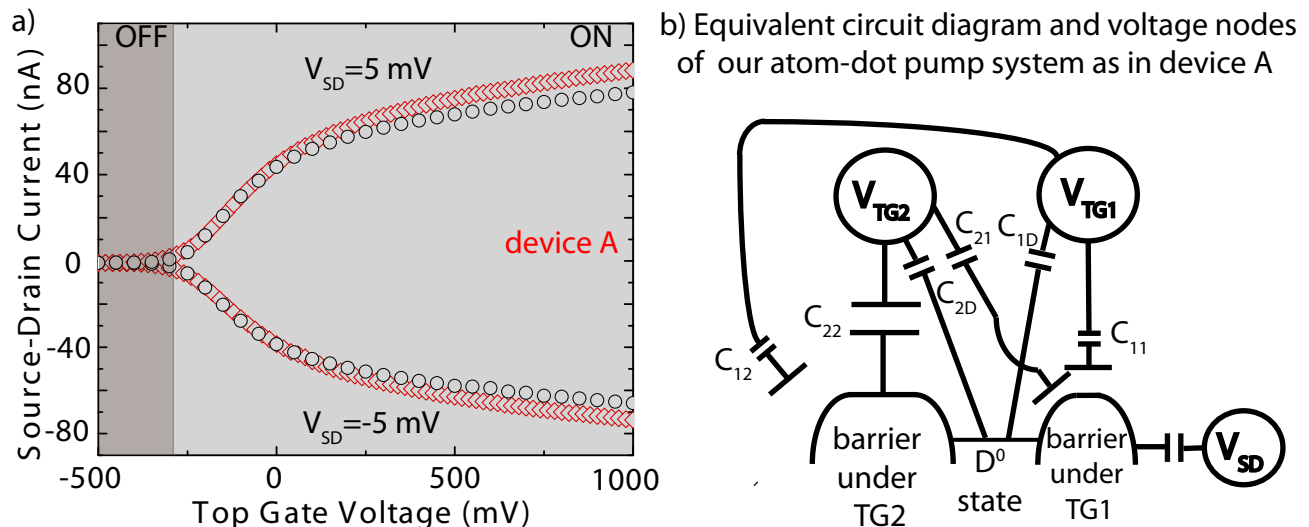 a)
OFF
ON
V_SD=5 mV
device A
V_SD=-5 mV
Source-Drain Current (nA)
80
40
0
-40
-80
-500
0
500
1000
Top Gate Voltage (mV)
b) Equivalent circuit diagram and voltage nodes
of our atom-dot pump system as in device A
V_TG2
V_TG1
C_21
C_1D
C_2D
C_22
C_11
C_12
barrier
under
TG2
D^0
state
barrier
under
TG1
V_SD